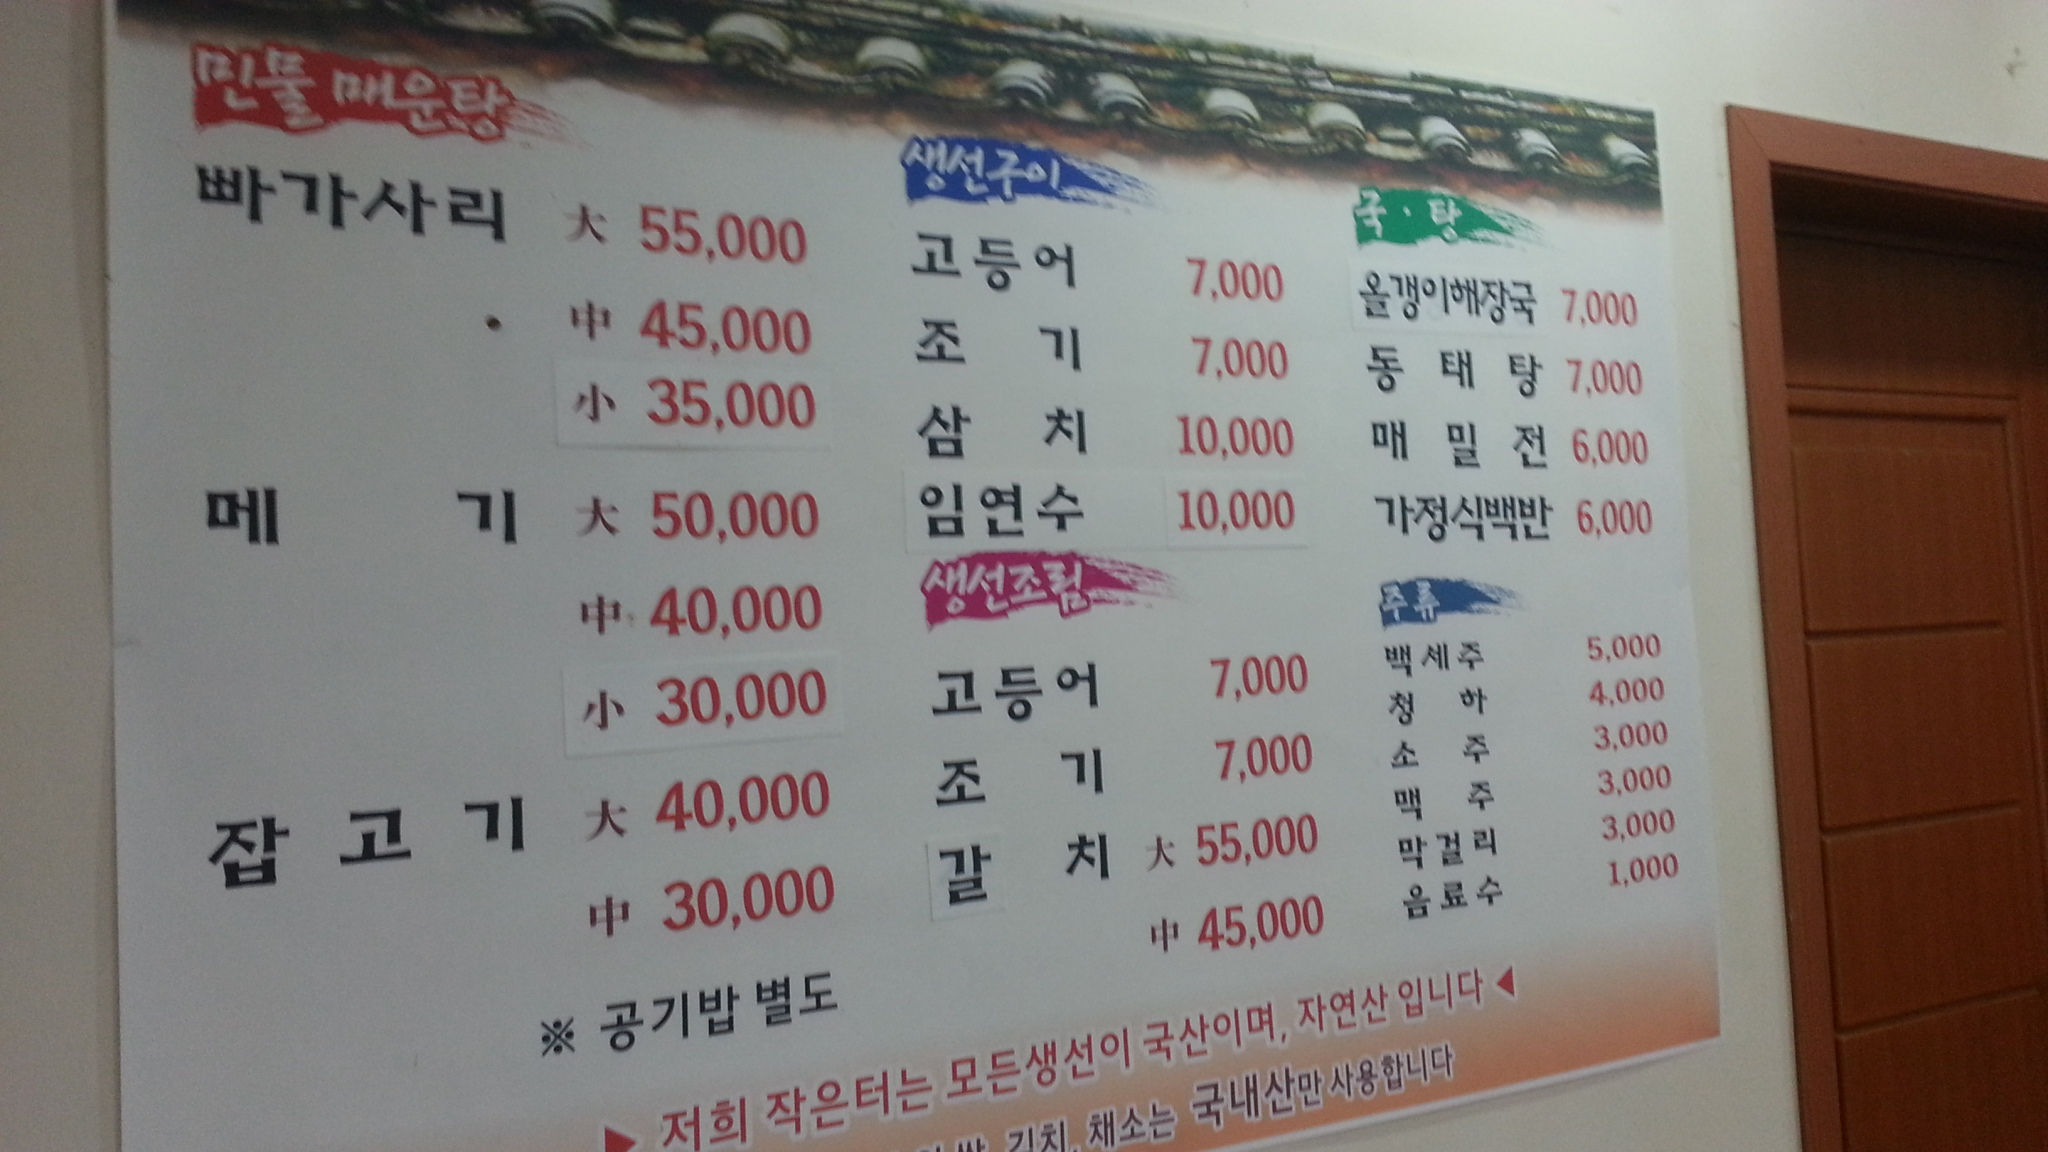 민물 매운탕
빠가사리 大 55,000
中 45,000
小 35,000
메기 大 50,000
中 40,000
小 30,000
잡고기 大 40,000
中 30,000
※ 공기밥 별도
생선구이
고등어 7,000
조기 7,000
삼치 10,000
임연수 10,000
생선조림
고등어 7,000
조기 7,000
갈치 大 55,000
中 45,000
국·탕
올갱이해장국 7,000
동태탕 7,000
매밀전 6,000
가정식백반 6,000
주류
백세주 5,000
청하 4,000
소주 3,000
맥주 3,000
막걸리 3,000
음료수 1,000
▶ 저희 작은터는 모든생선이 국산이며, 자연산 입니다 ◀
쌀, 김치, 채소는 국내산만 사용합니다